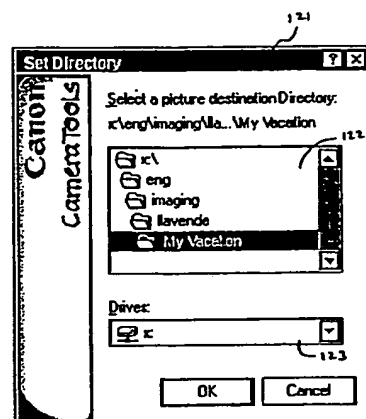 121
Set Directory
Canon
CameraTools
Select a picture destination Directory:
x:\eng\imaging\lla...\My Vacation
122
x:\
eng
imaging
llavende
My Vacation
Drives:
x:
123
OK
Cancel